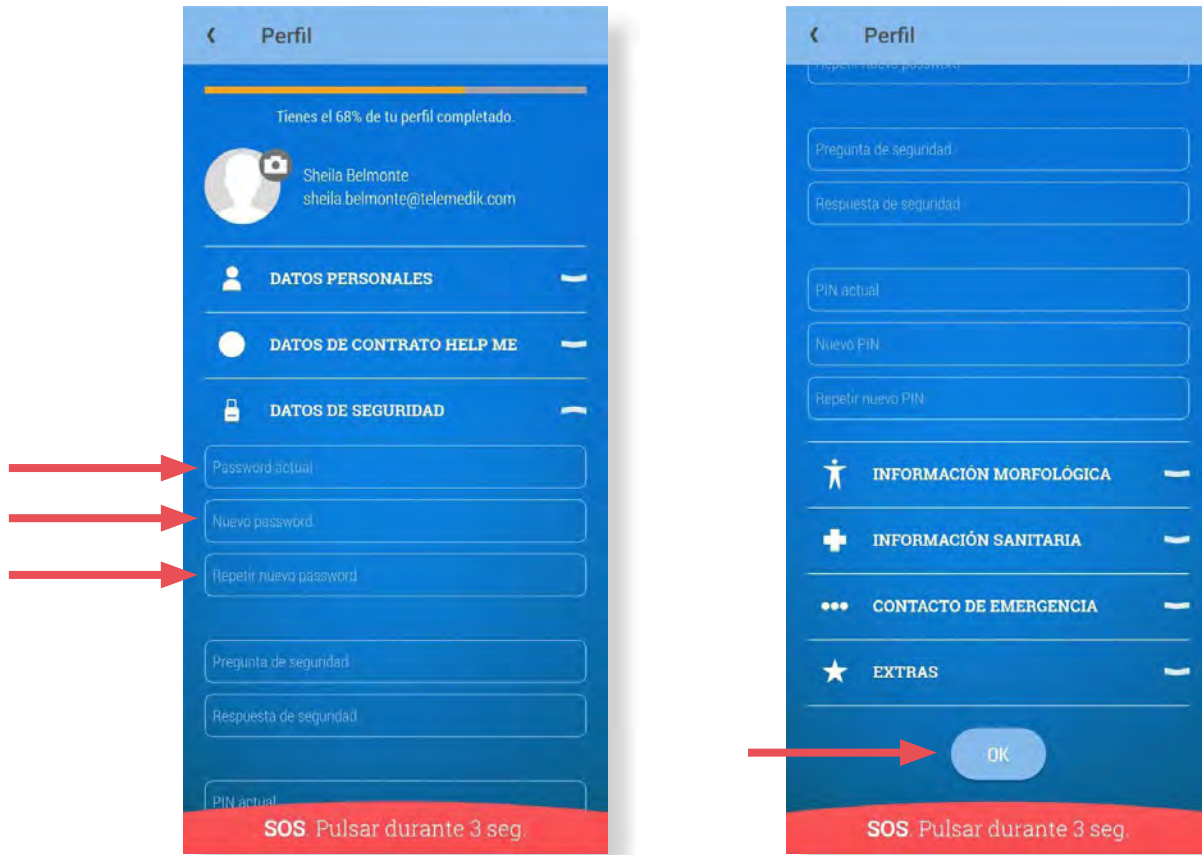 Perfil
Tienes el 68% de tu perfil completado.
Sheila Belmonte
sheila.belmonte@telemedik.com
DATOS PERSONALES
DATOS DE CONTRATO HELP ME
DATOS DE SEGURIDAD
Password actual
Nuevo password
Repetir nuevo password
Pregunta de seguridad
Respuesta de seguridad
PIN actual
SOS. Pulsar durante 3 seg.
Perfil
Repetir nuevo password
Pregunta de seguridad
Respuesta de seguridad
PIN actual
Nuevo PIN
Repetir nuevo PIN
INFORMACIÓN MORFOLÓGICA
INFORMACIÓN SANITARIA
CONTACTO DE EMERGENCIA
EXTRAS
OK
SOS. Pulsar durante 3 seg.